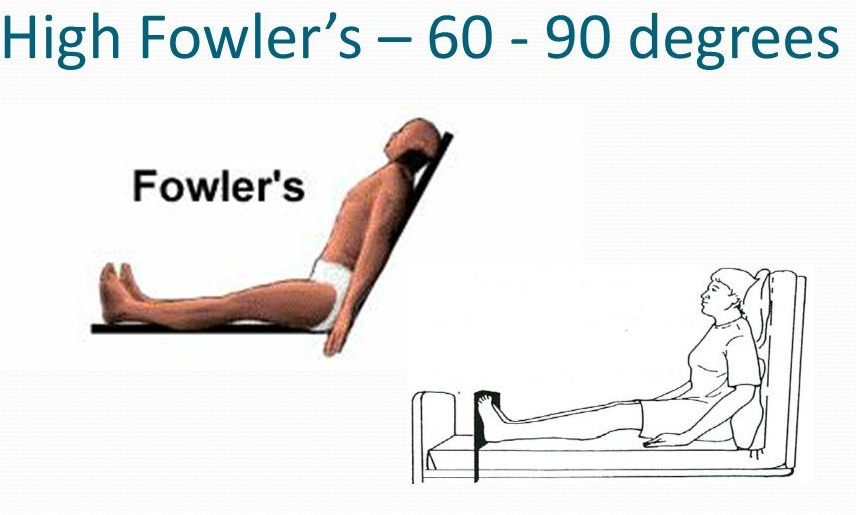 High Fowler’s – 60 - 90 degrees
Fowler's